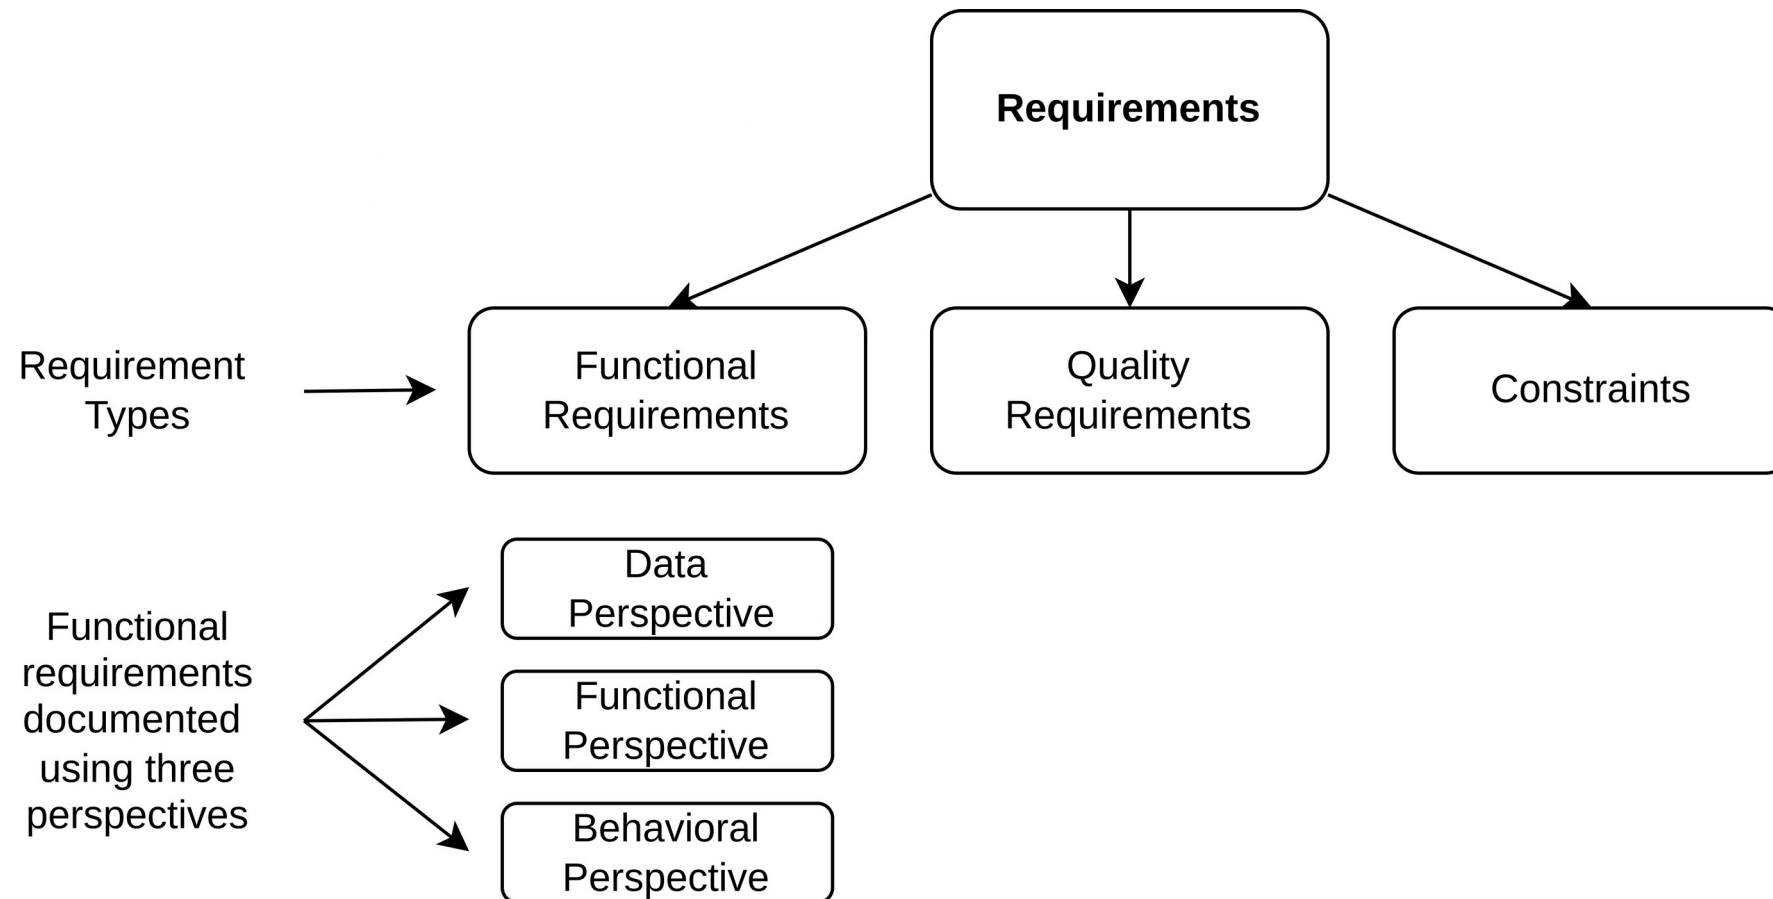 Requirements
Requirement
Types
Functional
Requirements
Quality
Requirements
Constraints
Functional
requirements
documented
using three
perspectives
Data
Perspective
Functional
Perspective
Behavioral
Perspective